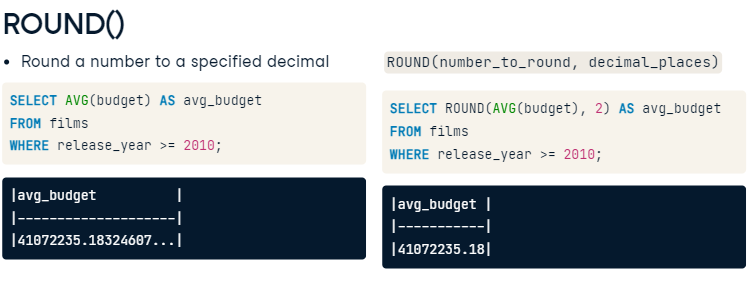 ROUND()
• Round a number to a specified decimal
SELECT AVG(budget) AS avg_budget
FROM films
WHERE release_year >= 2010;
|avg_budget          |
|--------------------|
|41072235.18324607...|
ROUND(number_to_round, decimal_places)
SELECT ROUND(AVG(budget), 2) AS avg_budget
FROM films
WHERE release_year >= 2010;
|avg_budget |
|-----------|
|41072235.18|